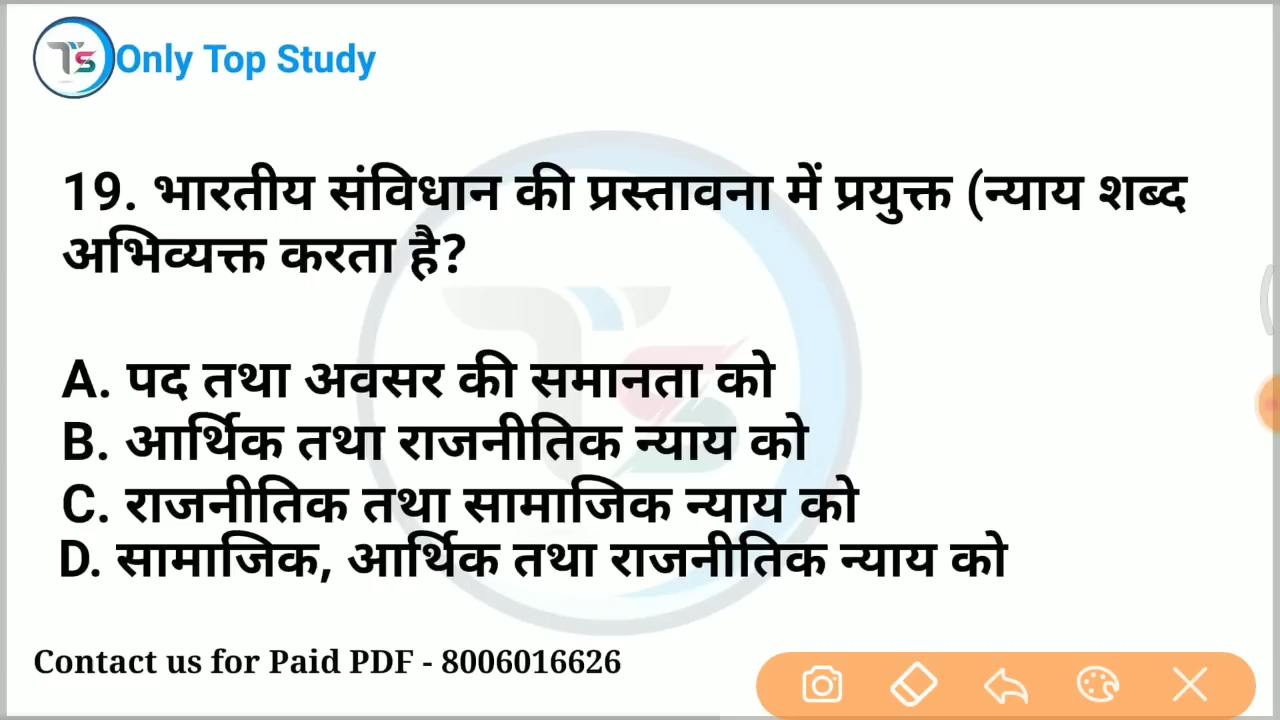 TS Only Top Study
19. भारतीय संविधान की प्रस्तावना में प्रयुक्त (न्याय शब्द
अभिव्यक्त करता है?
A. पद तथा अवसर की समानता को
B. आर्थिक तथा राजनीतिक न्याय को
C. राजनीतिक तथा सामाजिक न्याय को
D. सामाजिक, आर्थिक तथा राजनीतिक न्याय को
Contact us for Paid PDF - 8006016626